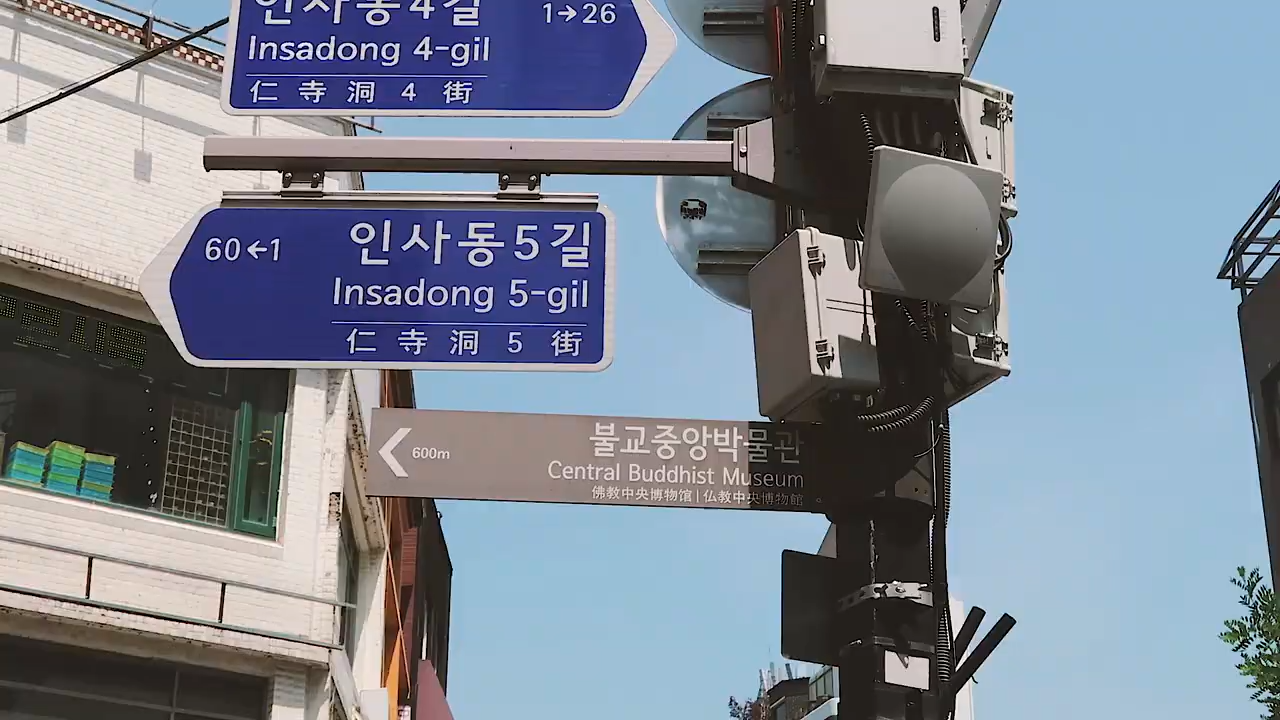 인사동4길 1→26
Insadong 4-gil
仁寺洞 4 街
60←1 인사동5길
Insadong 5-gil
仁寺洞 5 街
불교중앙박물관
600m
Central Buddhist Museum
佛教中央博物馆 | 仏教中央博物館